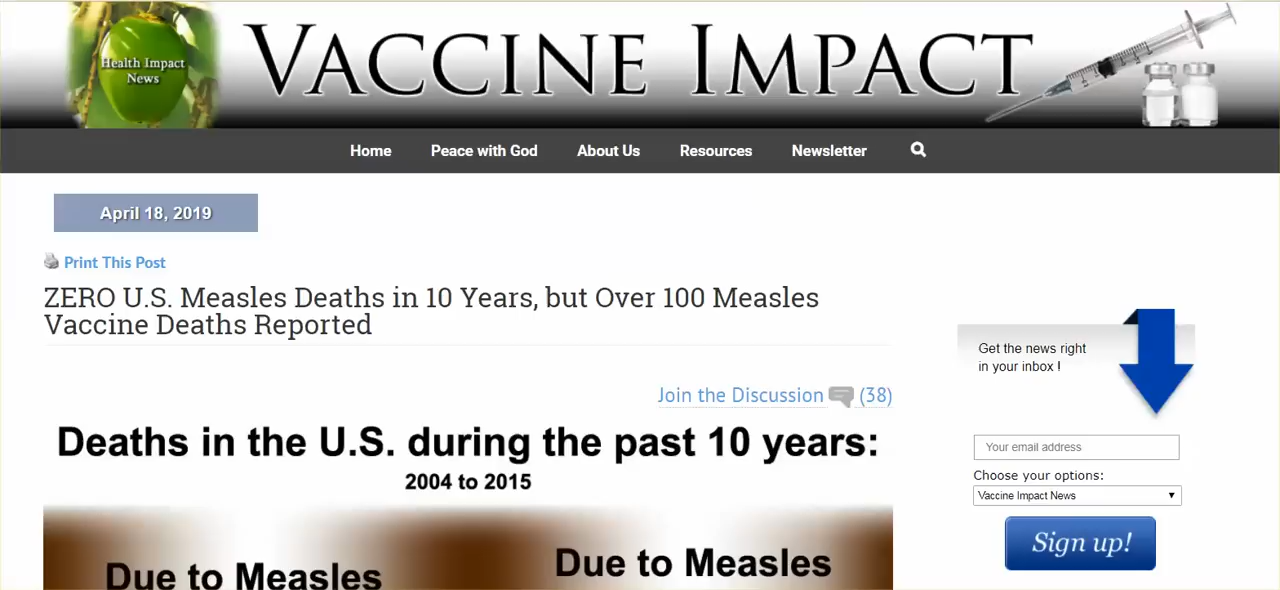 Health Impact
News
VACCINE IMPACT
Home Peace with God About Us Resources Newsletter
April 18, 2019
Print This Post
ZERO U.S. Measles Deaths in 10 Years, but Over 100 Measles
Vaccine Deaths Reported
Get the news right
in your inbox !
Join the Discussion (38)
Deaths in the U.S. during the past 10 years:
2004 to 2015
Your email address
Choose your options:
Vaccine Impact News
Sign up!
Due to Measles
Due to Measles